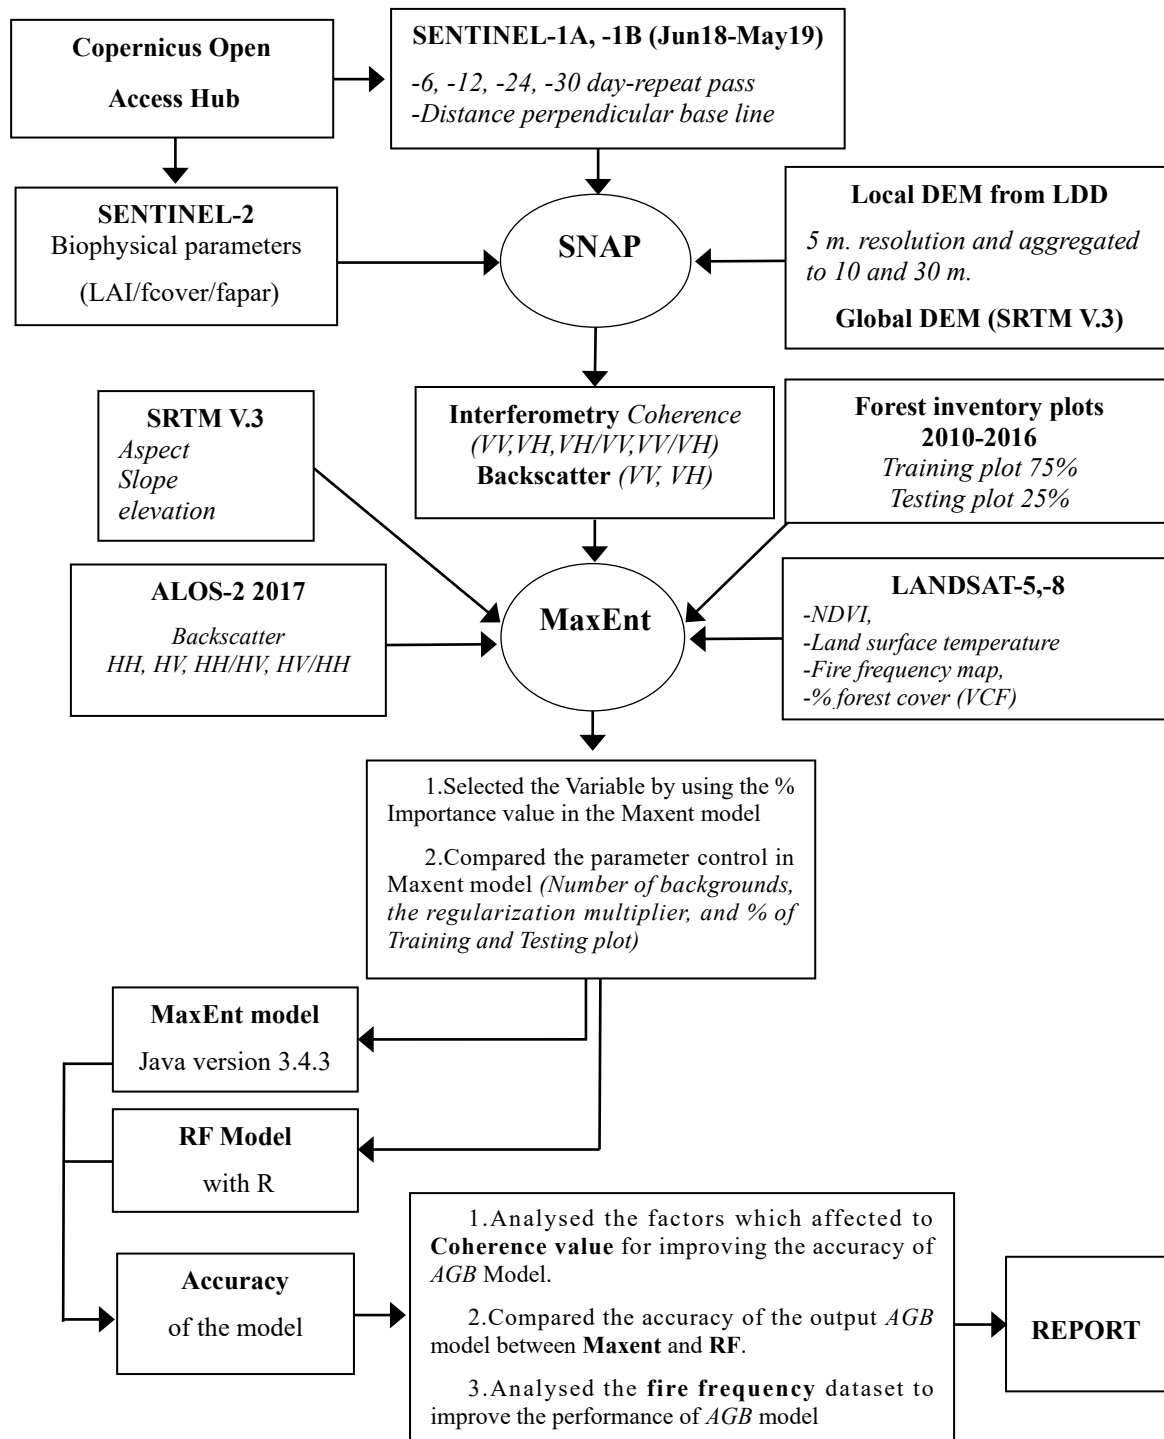 Copernicus Open
Access Hub
SENTINEL-1A, -1B (Jun18-May19)
-6, -12, -24, -30 day-repeat pass
-Distance perpendicular base line
SENTINEL-2
Biophysical parameters
(LAI/fcover/fapar)
SNAP
Local DEM from LDD
5 m. resolution and aggregated
to 10 and 30 m.
Global DEM (SRTM V.3)
SRTM V.3
Aspect
Slope
elevation
Interferometry Coherence
(VV,VH,VH/VV,VV/VH)
Backscatter (VV, VH)
Forest inventory plots
2010-2016
Training plot 75%
Testing plot 25%
ALOS-2 2017
Backscatter
HH, HV, HH/HV, HV/HH
MaxEnt
LANDSAT-5,-8
-NDVI,
-Land surface temperature
-Fire frequency map,
-% forest cover (VCF)
1.Selected the Variable by using the %
Importance value in the Maxent model
2.Compared the parameter control in
Maxent model (Number of backgrounds,
the regularization multiplier, and % of
Training and Testing plot)
MaxEnt model
Java version 3.4.3
RF Model
with R
Accuracy
of the model
1.Analysed the factors which affected to
Coherence value for improving the accuracy of
AGB Model.
2.Compared the accuracy of the output AGB
model between Maxent and RF.
3.Analysed the fire frequency dataset to
improve the performance of AGB model
REPORT